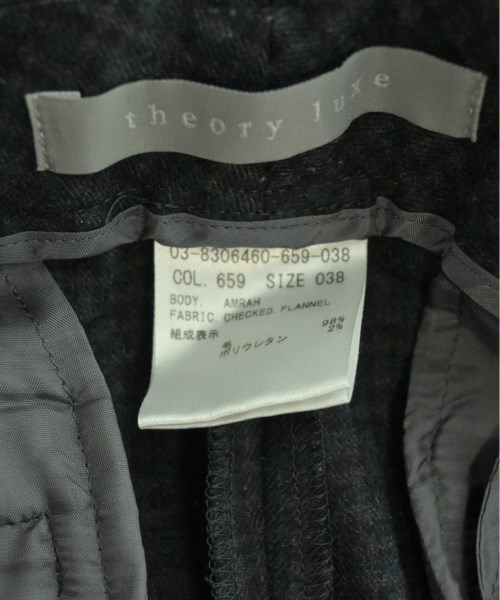 theory luxe
03-8306460-659-038
COL. 659 SIZE 038
BODY. AMRAH
FABRIC. CHECKED. FLANNEL
組成表示
毛 98%
ポリウレタン 2%